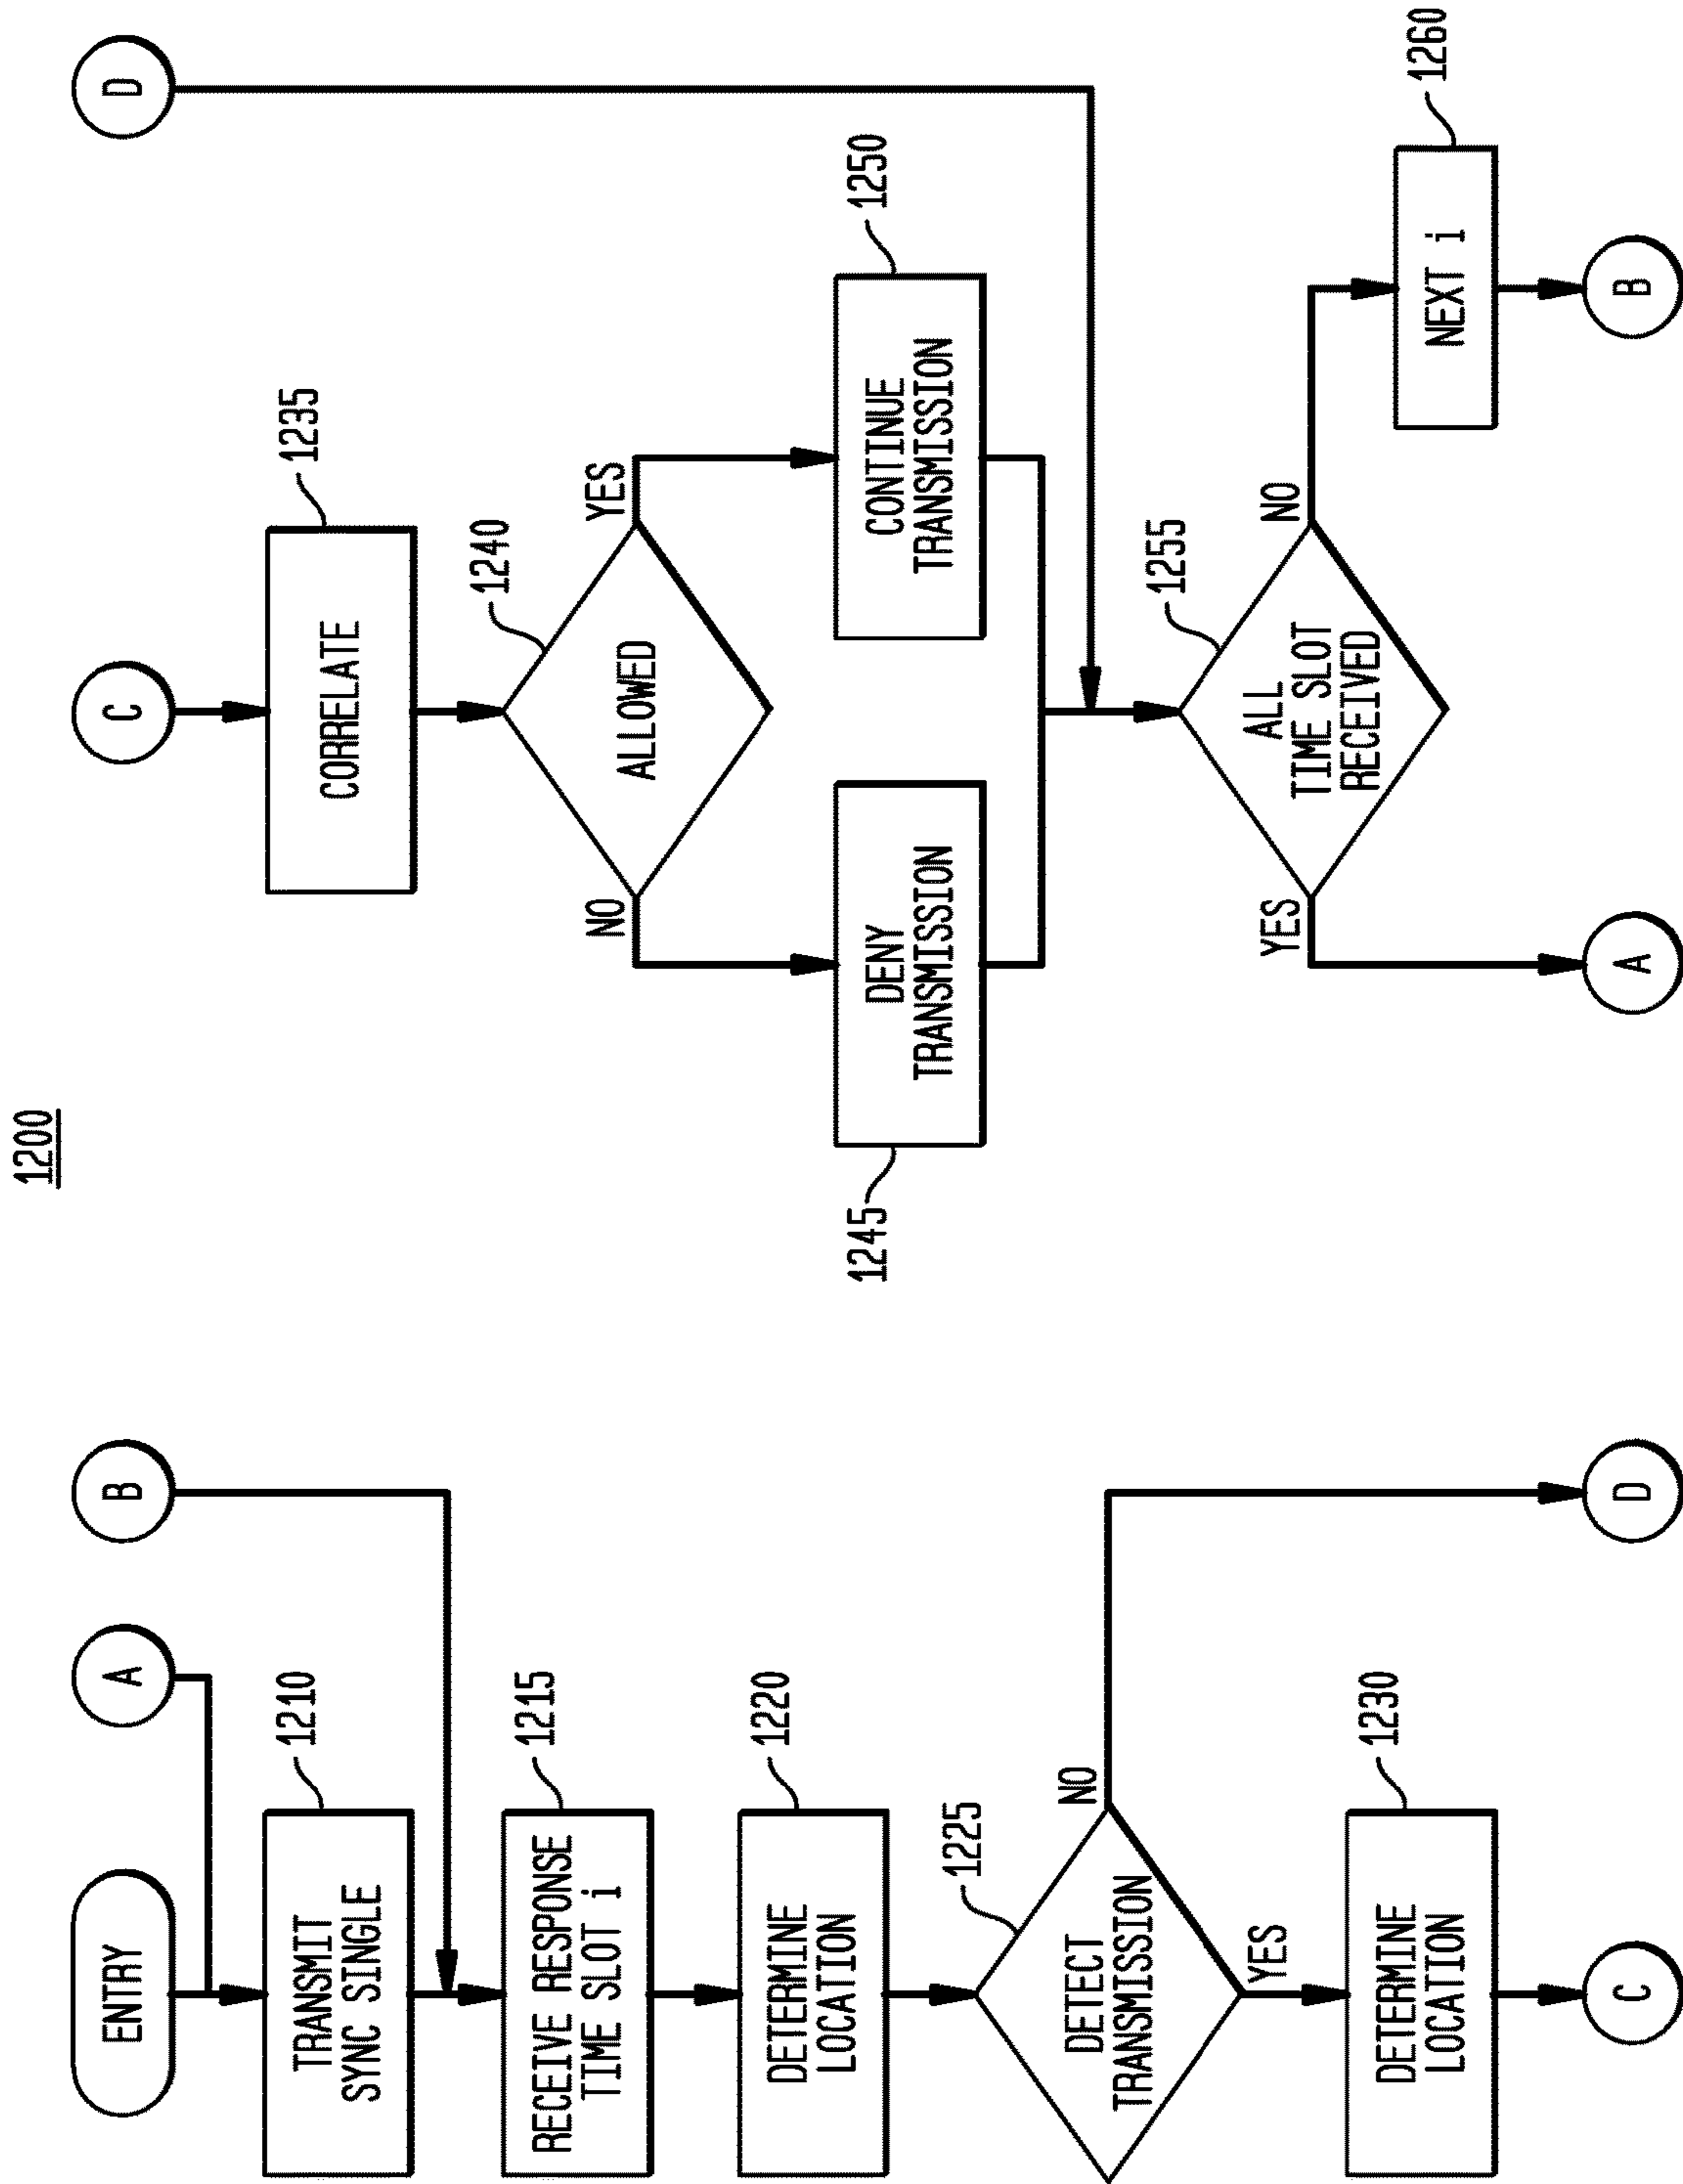 1200
ENTRY
A
B
TRANSMIT
SYNC SINGLE
1210
RECEIVE RESPONSE
TIME SLOT i
1215
DETERMINE
LOCATION
1220
DETECT
TRANSMISSION
1225
NO
YES
DETERMINE
LOCATION
1230
C
D
C
D
CORRELATE
1235
ALLOWED
1240
NO
YES
DENY
TRANSMISSION
1245
CONTINUE
TRANSMISSION
1250
ALL
TIME SLOT
RECEIVED
1255
YES
NO
NEXT i
1260
A
B